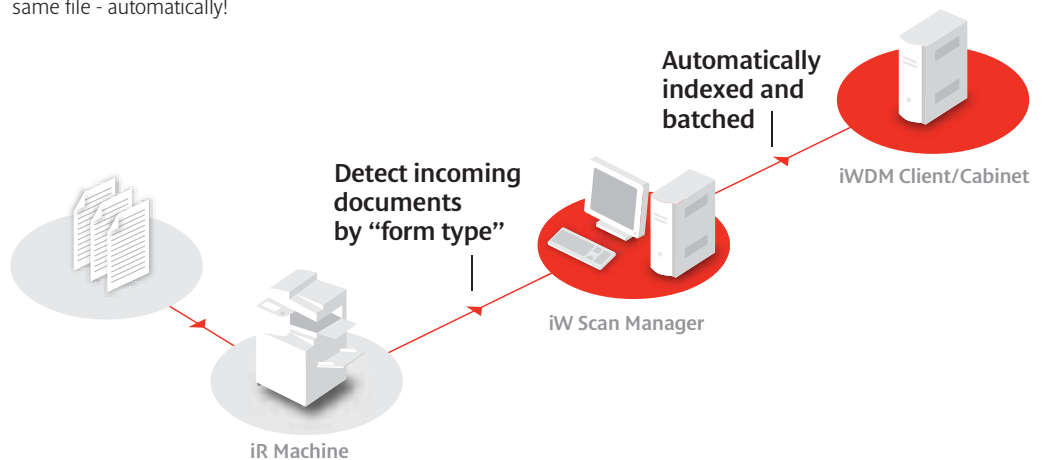 same file - automatically!
Automatically
indexed and
batched
iWDM Client/Cabinet
Detect incoming
documents
by “form type”
iW Scan Manager
iR Machine